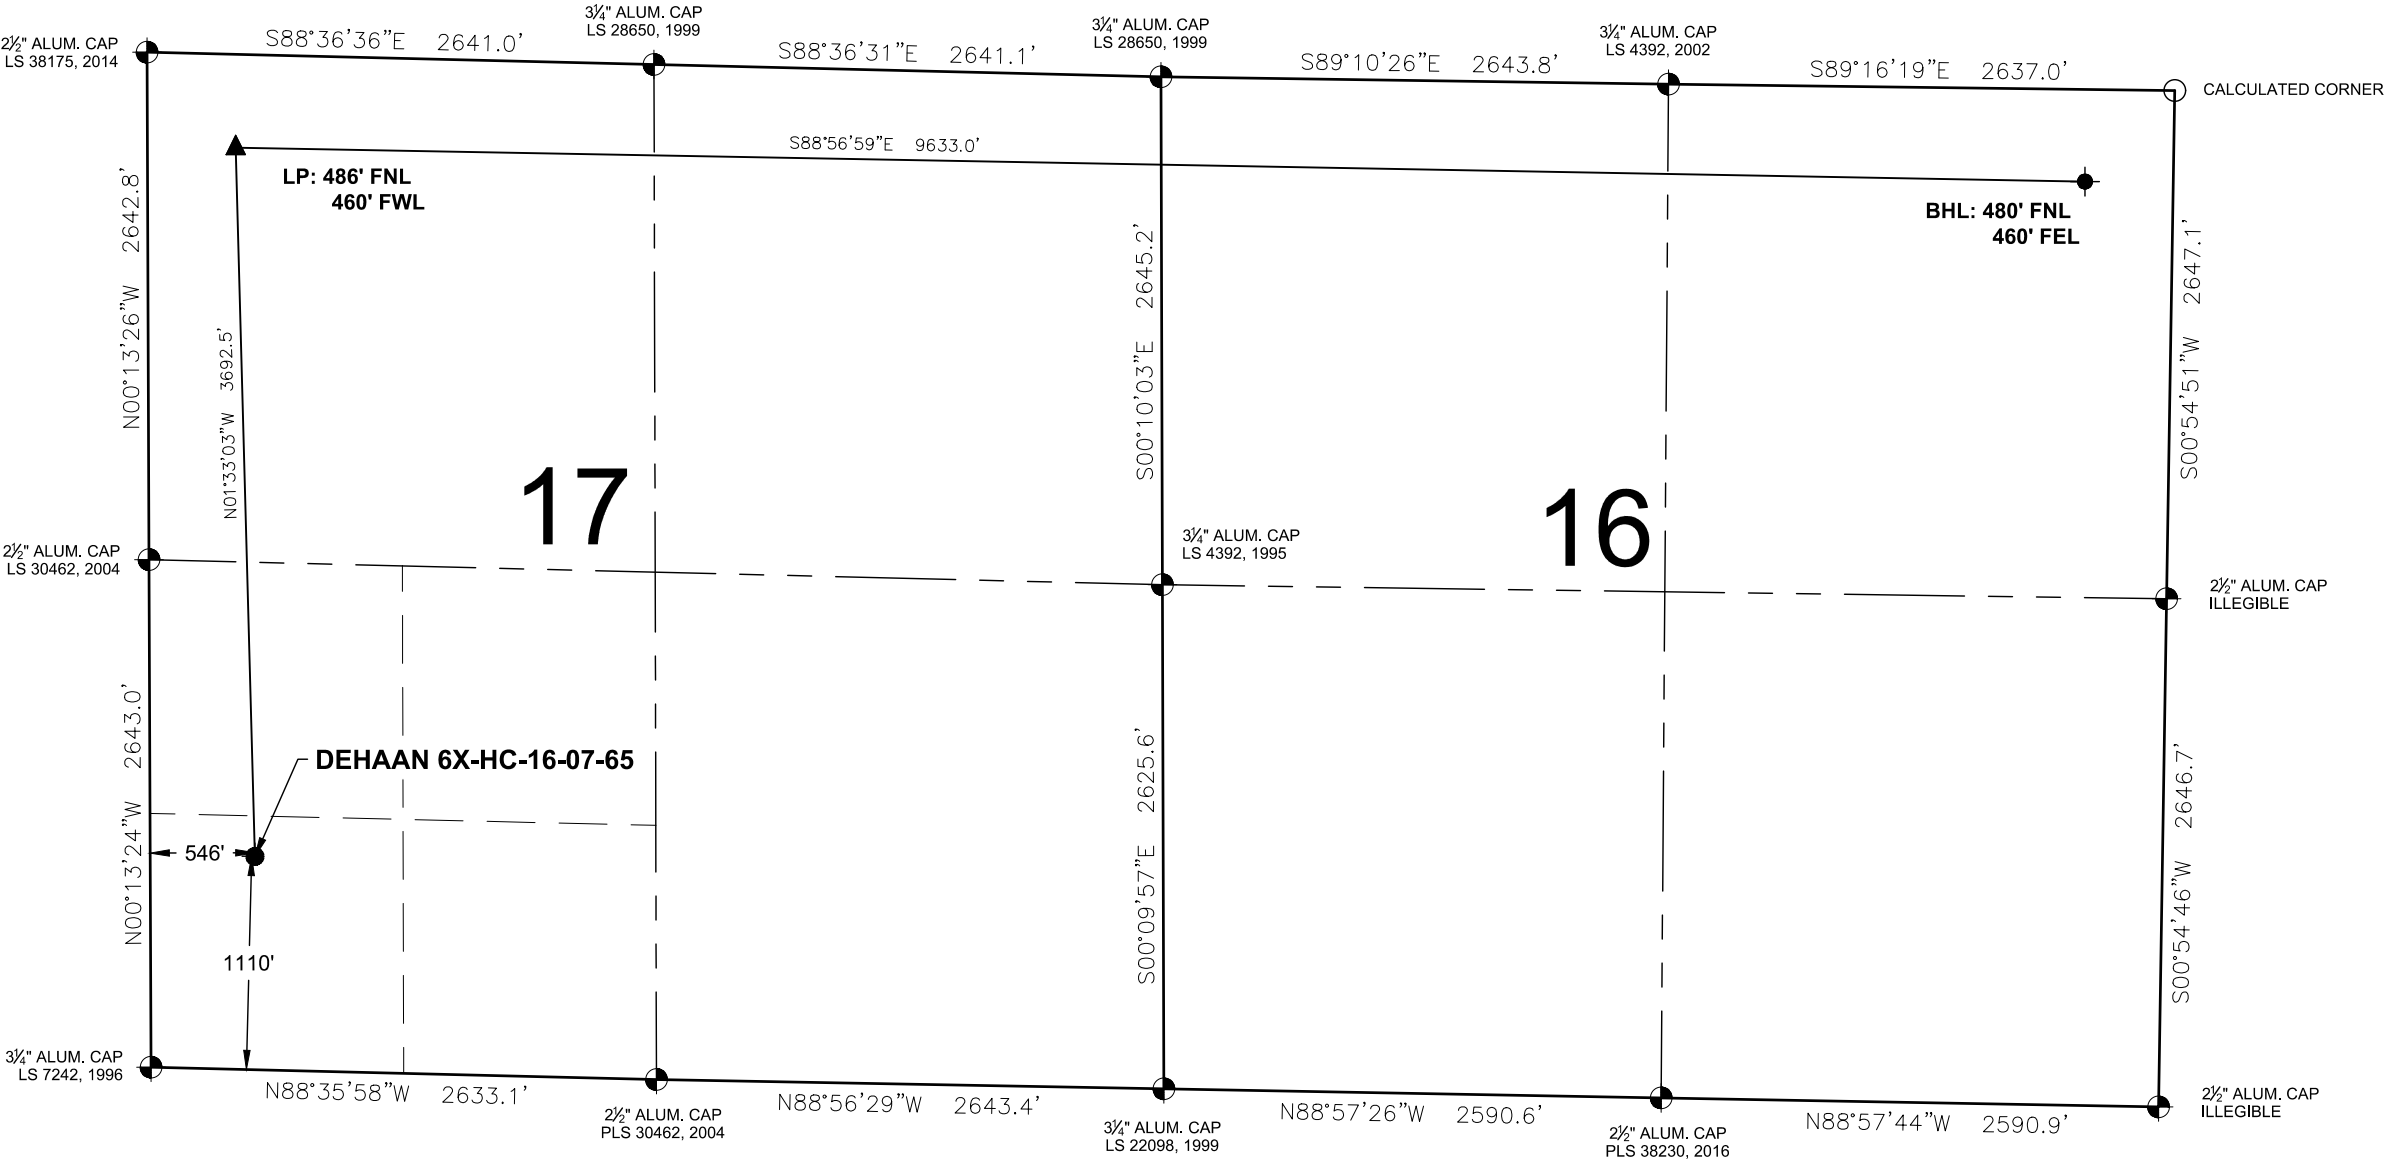 3¼" ALUM. CAP
LS 28650, 1999
3¼" ALUM. CAP
LS 28650, 1999
3¼" ALUM. CAP
LS 4392, 2002
2½" ALUM. CAP
LS 38175, 2014
S88°36'36"E 2641.0'
S88°36'31"E 2641.1'
S89°10'26"E 2643.8'
S89°16'19"E 2637.0'
CALCULATED CORNER
S88°56'59"E 9633.0'
LP: 486' FNL
460' FWL
BHL: 480' FNL
460' FEL
N00°13'26"W 2642.8'
N01°33'03"W 3692.5'
S00°10'03"E 2645.2'
S00°54'51"W 2647.1'
17
16
2½" ALUM. CAP
LS 30462, 2004
3¼" ALUM. CAP
LS 4392, 1995
2½" ALUM. CAP
ILLEGIBLE
N00°13'24"W 2643.0'
DEHAAN 6X-HC-16-07-65
546'
1110'
S00°09'57"E 2625.6'
S00°54'46"W 2646.7'
3¼" ALUM. CAP
LS 7242, 1996
N88°35'58"W 2633.1'
N88°56'29"W 2643.4'
N88°57'26"W 2590.6'
N88°57'44"W 2590.9'
2½" ALUM. CAP
ILLEGIBLE
2½" ALUM. CAP
PLS 30462, 2004
3¼" ALUM. CAP
LS 22098, 1999
2½" ALUM. CAP
PLS 38230, 2016